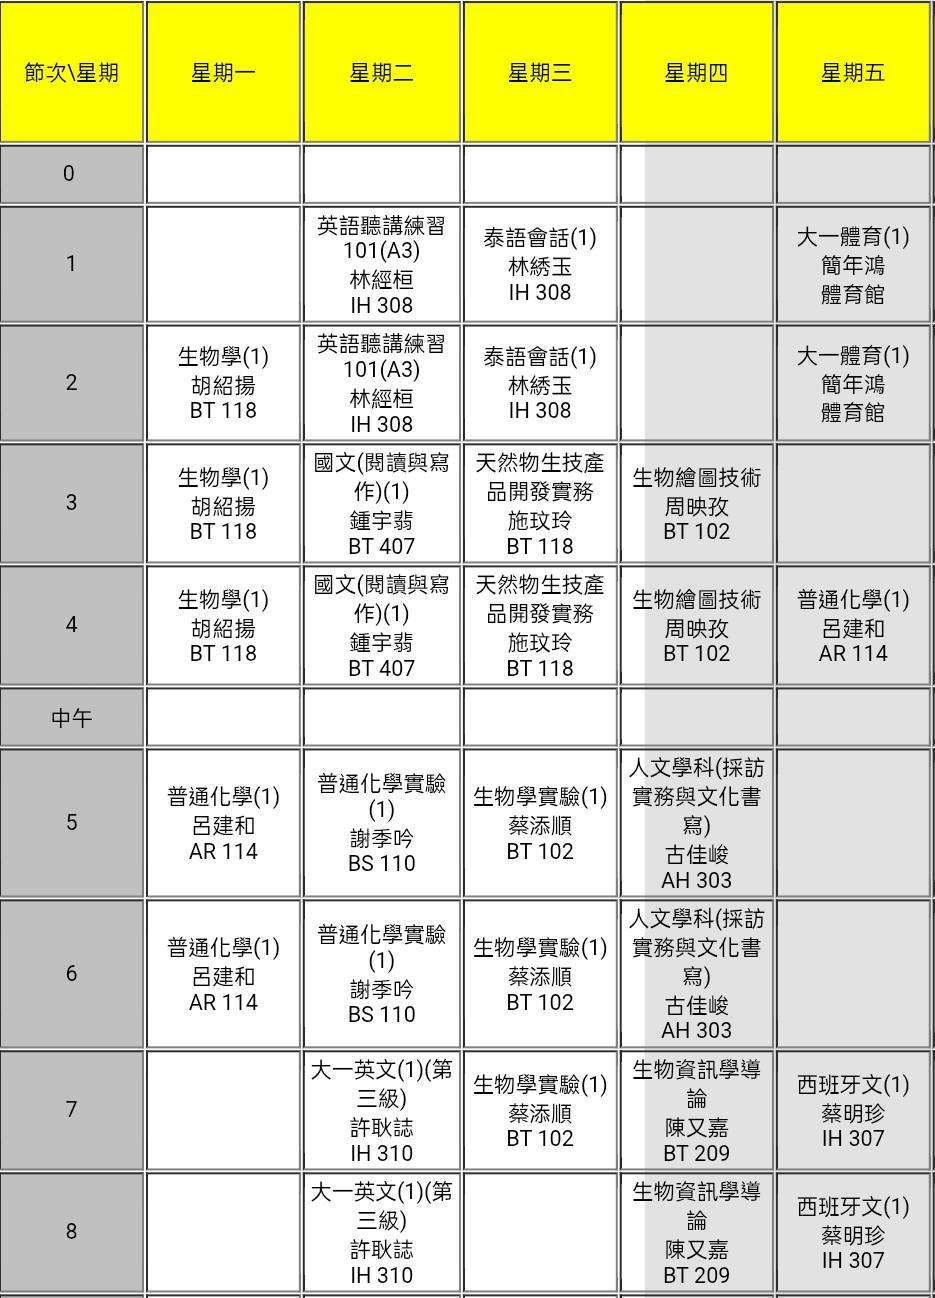 節次\星期 星期一 星期二 星期三 星期四 星期五
0
1
英語聽講練習
101(A3)
林經桓
IH 308
泰語會話(1)
林綉玉
IH 308
大一體育(1)
簡年鴻
體育館
2
生物學(1)
胡紹揚
BT 118
英語聽講練習
101(A3)
林經桓
IH 308
泰語會話(1)
林綉玉
IH 308
大一體育(1)
簡年鴻
體育館
3
生物學(1)
胡紹揚
BT 118
國文(閱讀與寫
作)(1)
鍾宇翡
BT 407
天然物生技產
品開發實務
施玟玲
BT 118
生物繪圖技術
周映孜
BT 102
4
生物學(1)
胡紹揚
BT 118
國文(閱讀與寫
作)(1)
鍾宇翡
BT 407
天然物生技產
品開發實務
施玟玲
BT 118
生物繪圖技術
周映孜
BT 102
普通化學(1)
呂建和
AR 114
中午
5
普通化學(1)
呂建和
AR 114
普通化學實驗
(1)
謝季吟
BS 110
生物學實驗(1)
蔡添順
BT 102
人文學科(採訪
實務與文化書
寫)
古佳峻
AH 303
6
普通化學(1)
呂建和
AR 114
普通化學實驗
(1)
謝季吟
BS 110
生物學實驗(1)
蔡添順
BT 102
人文學科(採訪
實務與文化書
寫)
古佳峻
AH 303
7
大一英文(1)(第
三級)
許耿誌
IH 310
生物學實驗(1)
蔡添順
BT 102
生物資訊學導
論
陳又嘉
BT 209
西班牙文(1)
蔡明珍
IH 307
8
大一英文(1)(第
三級)
許耿誌
IH 310
生物資訊學導
論
陳又嘉
BT 209
西班牙文(1)
蔡明珍
IH 307